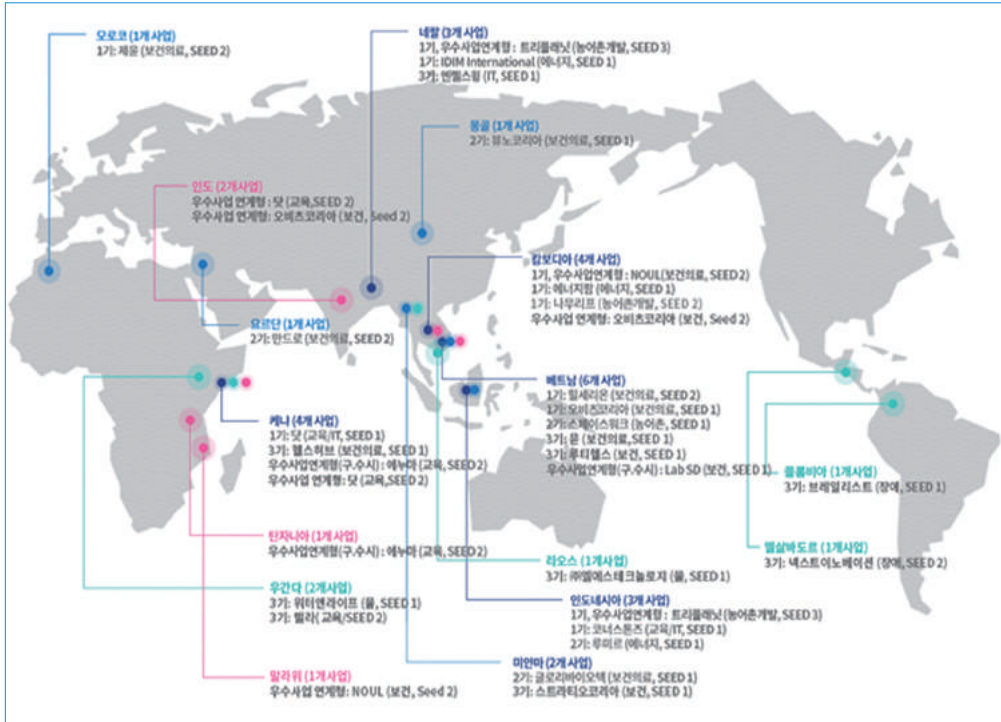 모로코 (1개 사업)
1기: 제윤 (보건의료, SEED 2)
네팔 (3개 사업)
1기, 우수사업연계형 : 트리플래닛 (농어촌개발, SEED 3)
1기: IDIM International (에너지, SEED 1)
3기: 엔젤스윙 (IT, SEED 1)
몽골 (1개 사업)
2기: 뷰노코리아 (보건의료, SEED 1)
인도 (2개사업)
우수사업 연계형 : 닷 (교육,SEED 2)
우수사업 연계형: 오비츠코리아 (보건, Seed 2)
캄보디아 (4개 사업)
1기, 우수사업연계형 : NOUL(보건의료, SEED 2)
1기: 에너지팜 (에너지, SEED 1)
1기: 나무리프 (농어촌개발, SEED 2)
우수사업 연계형: 오비츠코리아 (보건, Seed 2)
요르단 (1개 사업)
2기: 만드로 (보건의료, SEED 2)
베트남 (6개 사업)
1기: 힐세리온 (보건의료, SEED 2)
1기: 오비츠코리아 (보건의료, SEED 1)
2기: 스페이스워크 (농어촌, SEED 1)
3기: (보건의료, SEED 1)
3기: 루티헬스 (보건, SEED 1)
우수사업연계형(구.수시) : Lab SD (보건, SEED 1)
케냐 (4개 사업)
1기: 닷 (교육/IT, SEED 1)
3기: 헬스허브 (보건의료, SEED 1)
우수사업연계형(구.수시) : 에누마 (교육, SEED 2)
우수사업 연계형: 닷 (교육,SEED 2)
콜롬비아 (1개사업)
3기: 브레일리스트 (장애, SEED 1)
탄자니아 (1개 사업)
우수사업연계형(구.수시) : 에누마 (교육, SEED 2)
엘살바도르 (1개사업)
3기: 넥스트이노베이션 (장애, SEED 2)
라오스 (1개사업)
3기: ㈜엘에스테크놀로지 (물, SEED 1)
우간다 (2개사업)
3기: 워터앤라이프 (물, SEED 1)
3기: 벨라( 교육/SEED 2)
인도네시아 (3개 사업)
1기, 우수사업연계형 : 트리플래닛 (농어촌개발, SEED 3)
1기: 코너스톤즈 (교육/IT, SEED 1)
2기: 루미르 (에너지, SEED 1)
말라위 (1개 사업)
우수사업 연계형: NOUL (보건, Seed 2)
미얀마 (2개 사업)
2기: 글로리바이오텍 (보건의료, SEED 1)
3기: 스트라티오코리아 (보건, SEED 1)